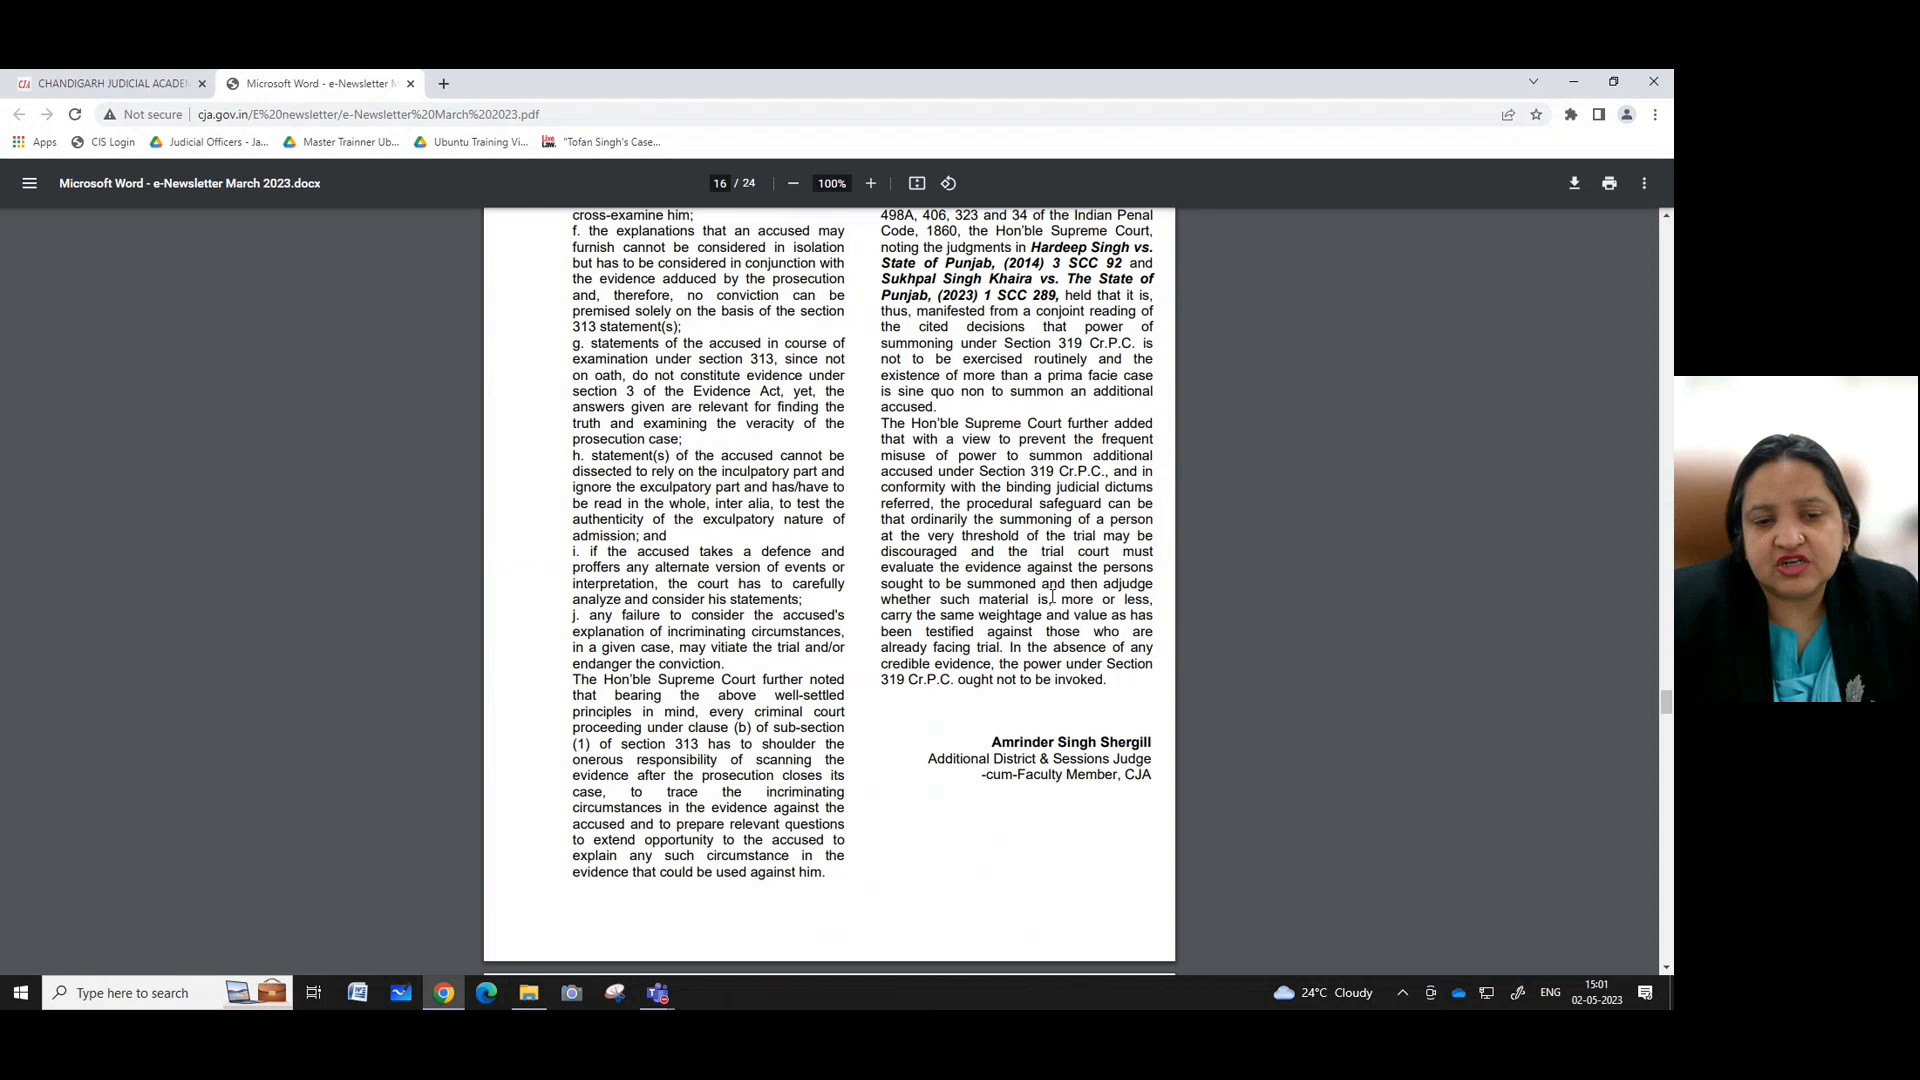 CHANDIGARH JUDICIAL ACADE
Microsoft Word - e-Newsletter M
Not secure
cja.gov.in/E%20newsletter/e-Newsletter%20March%202023.pdf
Apps
CIS Login
Judicial Officers - Ja...
Master Trainner Ub...
Ubuntu Training Vi...
"Tofan Singh's Case...
Microsoft Word - e-Newsletter March 2023.docx
16 / 24
100%
cross-examine him;
f. the explanations that an accused may
furnish cannot be considered in isolation
but has to be considered in conjunction with
the evidence adduced by the prosecution
and, therefore, no conviction can be
premised solely on the basis of the section
313 statement(s);
g. statements of the accused in course of
examination under section 313, since not
on oath, do not constitute evidence under
section 3 of the Evidence Act, yet, the
answers given are relevant for finding the
truth and examining the veracity of the
prosecution case;
h. statement(s) of the accused cannot be
dissected to rely on the inculpatory part and
ignore the exculpatory part and has/have to
be read in the whole, inter alia, to test the
authenticity of the exculpatory nature of
admission; and
i. if the accused takes a defence and
proffers any alternate version of events or
interpretation, the court has to carefully
analyze and consider his statements;
j. any failure to consider the accused's
explanation of incriminating circumstances,
in a given case, may vitiate the trial and/or
endanger the conviction.
The Hon'ble Supreme Court further noted
that bearing the above well-settled
principles in mind, every criminal court
proceeding under clause (b) of sub-section
(1) of section 313 has to shoulder the
onerous responsibility of scanning the
evidence after the prosecution closes its
case, to trace the incriminating
circumstances in the evidence against the
accused and to prepare relevant questions
to extend opportunity to the accused to
explain any such circumstance in the
evidence that could be used against him.
498A, 406, 323 and 34 of the Indian Penal
Code, 1860, the Hon'ble Supreme Court,
noting the judgments in Hardeep Singh vs.
State of Punjab, (2014) 3 SCC 92 and
Sukhpal Singh Khaira vs. The State of
Punjab, (2023) 1 SCC 289, held that it is,
thus, manifested from a conjoint reading of
the cited decisions that power of
summoning under Section 319 Cr.P.C. is
not to be exercised routinely and the
existence of more than a prima facie case
is sine quo non to summon an additional
accused.
The Hon'ble Supreme Court further added
that with a view to prevent the frequent
misuse of power to summon additional
accused under Section 319 Cr.P.C., and in
conformity with the binding judicial dictums
referred, the procedural safeguard can be
that ordinarily the summoning of a person
at the very threshold of the trial may be
discouraged and the trial court must
evaluate the evidence against the persons
sought to be summoned and then adjudge
whether such material is, more or less,
carry the same weightage and value as has
been testified against those who are
already facing trial. In the absence of any
credible evidence, the power under Section
319 Cr.P.C. ought not to be invoked.
Amrinder Singh Shergill
Additional District & Sessions Judge
-cum-Faculty Member, CJA
Type here to search
24°C Cloudy
ENG
15:01
02-05-2023